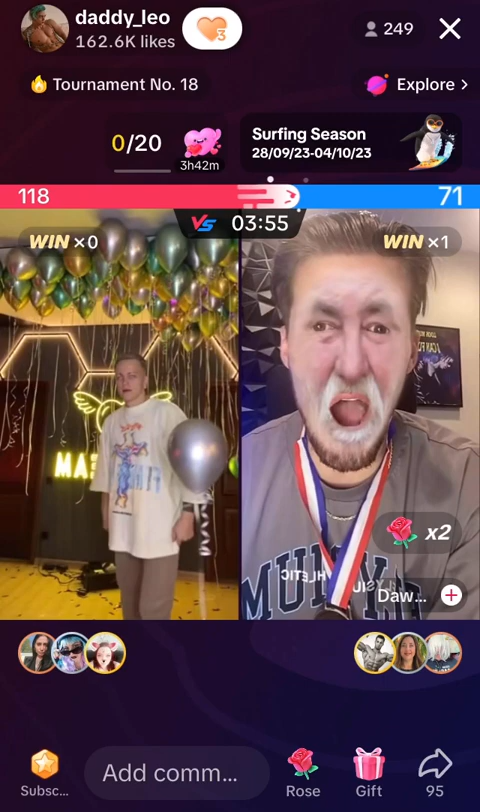 daddy_leo
162.6K likes
3
249
Tournament No. 18
Explore >
0/20
3h42m
Surfing Season
28/09/23-04/10/23
118
71
VS 03:55
WIN ×0
WIN ×1
MA
x2
Daw...
Subsc...
Add comm...
Rose
Gift
95